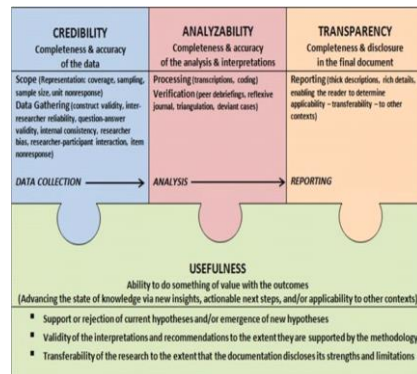 CREDIBILITY
Completeness & accuracy
of the data
Scope (Representation: coverage, sampling,
sample size, unit nonresponse)
Data Gathering (construct validity, inter-
researcher reliability, question-answer
validity, internal consistency, researcher
bias, researcher-participant interaction, item
nonresponse)
DATA COLLECTION
ANALYZABILITY
Completeness & accuracy
of the analysis & interpretations
Processing (transcriptions, coding)
Verification (peer debriefings, reflexive
journal, triangulation, deviant cases)
ANALYSIS
TRANSPARENCY
Completeness & disclosure
in the final document
Reporting (thick descriptions, rich details,
enabling the reader to determine
applicability – transferability – to other
contexts)
REPORTING
USEFULNESS
Ability to do something of value with the outcomes
(Advancing the state of knowledge via new insights, actionable next steps, and/or applicability to other contexts)
▪ Support or rejection of current hypotheses and/or emergence of new hypotheses
▪ Validity of the interpretations and recommendations to the extent they are supported by the methodology
▪ Transferability of the research to the extent that the documentation discloses its strengths and limitations